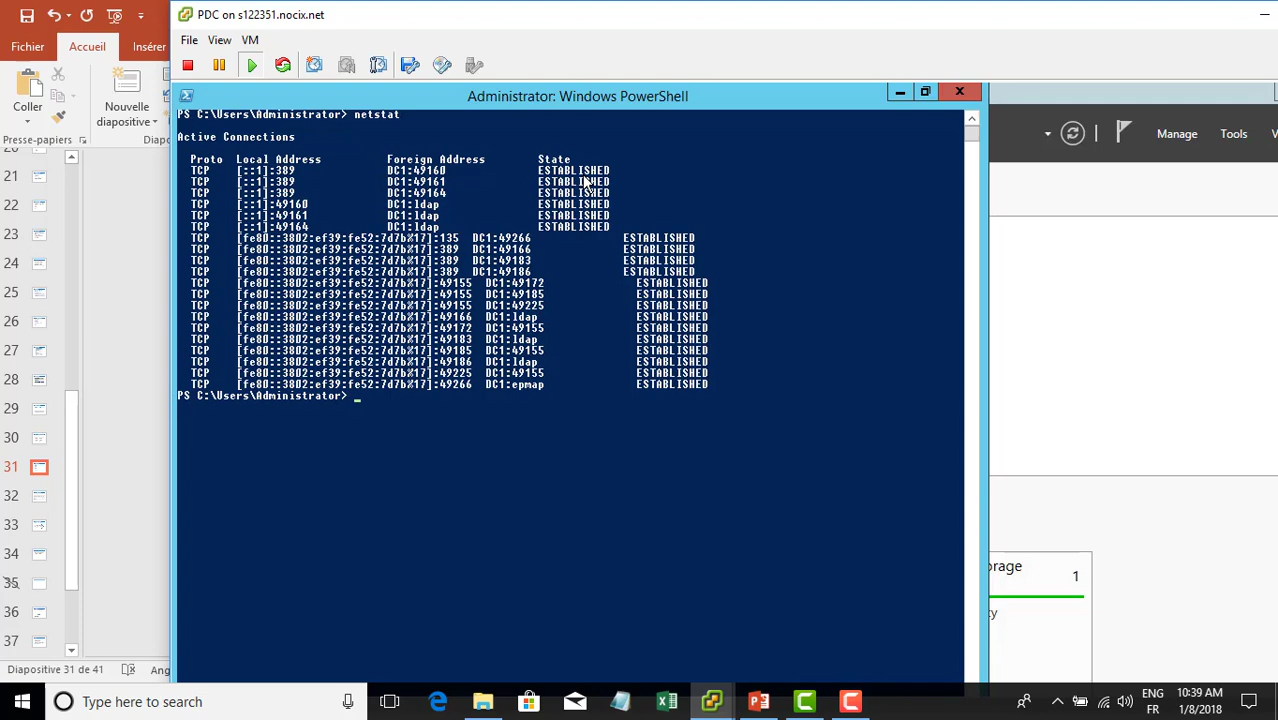 PDC on s122351.nocix.net
File View VM
Fichier Accueil Insérer
Coller
Nouvelle
diapositive
Diapos
Administrator: Windows PowerShell
Manage Tools
PS C:\Users\Administrator> netstat
Active Connections
Proto Local Address Foreign Address State
TCP [::1]:389 DC1:49160 ESTABLISHED
TCP [::1]:389 DC1:49161 ESTABLISHED
TCP [::1]:389 DC1:49164 ESTABLISHED
TCP [::1]:49160 DC1:ldap ESTABLISHED
TCP [::1]:49161 DC1:ldap ESTABLISHED
TCP [::1]:49164 DC1:ldap ESTABLISHED
TCP [fe80::3802:ef39:fe52:7d7b%17]:135 DC1:49266 ESTABLISHED
TCP [fe80::3802:ef39:fe52:7d7b%17]:389 DC1:49166 ESTABLISHED
TCP [fe80::3802:ef39:fe52:7d7b%17]:389 DC1:49183 ESTABLISHED
TCP [fe80::3802:ef39:fe52:7d7b%17]:389 DC1:49186 ESTABLISHED
TCP [fe80::3802:ef39:fe52:7d7b%17]:49155 DC1:49172 ESTABLISHED
TCP [fe80::3802:ef39:fe52:7d7b%17]:49155 DC1:49185 ESTABLISHED
TCP [fe80::3802:ef39:fe52:7d7b%17]:49155 DC1:49225 ESTABLISHED
TCP [fe80::3802:ef39:fe52:7d7b%17]:49166 DC1:ldap ESTABLISHED
TCP [fe80::3802:ef39:fe52:7d7b%17]:49172 DC1:49155 ESTABLISHED
TCP [fe80::3802:ef39:fe52:7d7b%17]:49183 DC1:ldap ESTABLISHED
TCP [fe80::3802:ef39:fe52:7d7b%17]:49185 DC1:49155 ESTABLISHED
TCP [fe80::3802:ef39:fe52:7d7b%17]:49186 DC1:ldap ESTABLISHED
TCP [fe80::3802:ef39:fe52:7d7b%17]:49225 DC1:49155 ESTABLISHED
TCP [fe80::3802:ef39:fe52:7d7b%17]:49266 DC1:epmap ESTABLISHED
PS C:\Users\Administrator>
21
22
23
24
25
26
27
28
29
30
31
32
33
34
35
36
37
orage 1
ty
Diapositive 31 de 41 Ang
Type here to search
ENG
FR
10:39 AM
1/8/2018